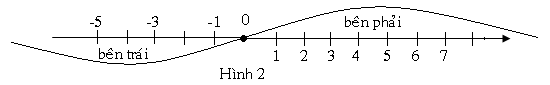 -5 -3 -1 0 bên phải
bên trái 1 2 3 4 5 6 7
Hình 2